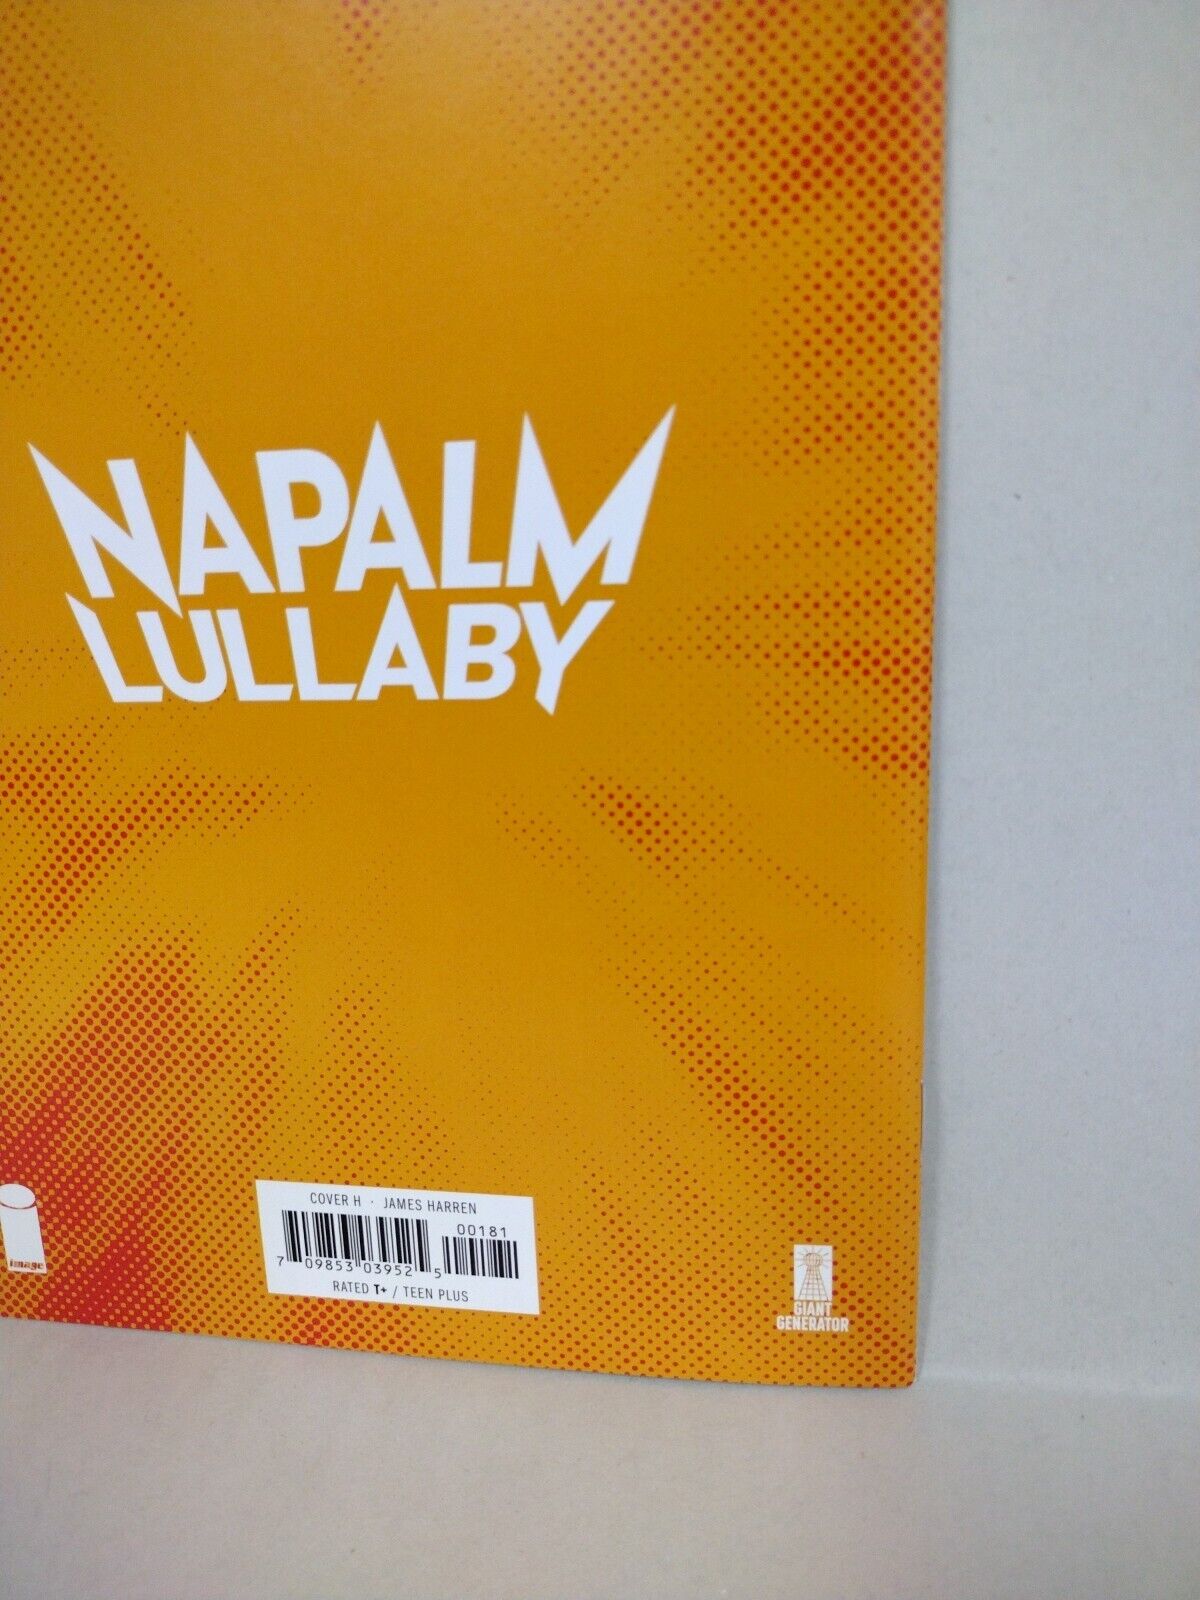 NAPALM
LULLABY
COVER H · JAMES HARREN
00181
7 09853 03952 5
RATED T+ / TEEN PLUS
image
GIANT
GENERATOR